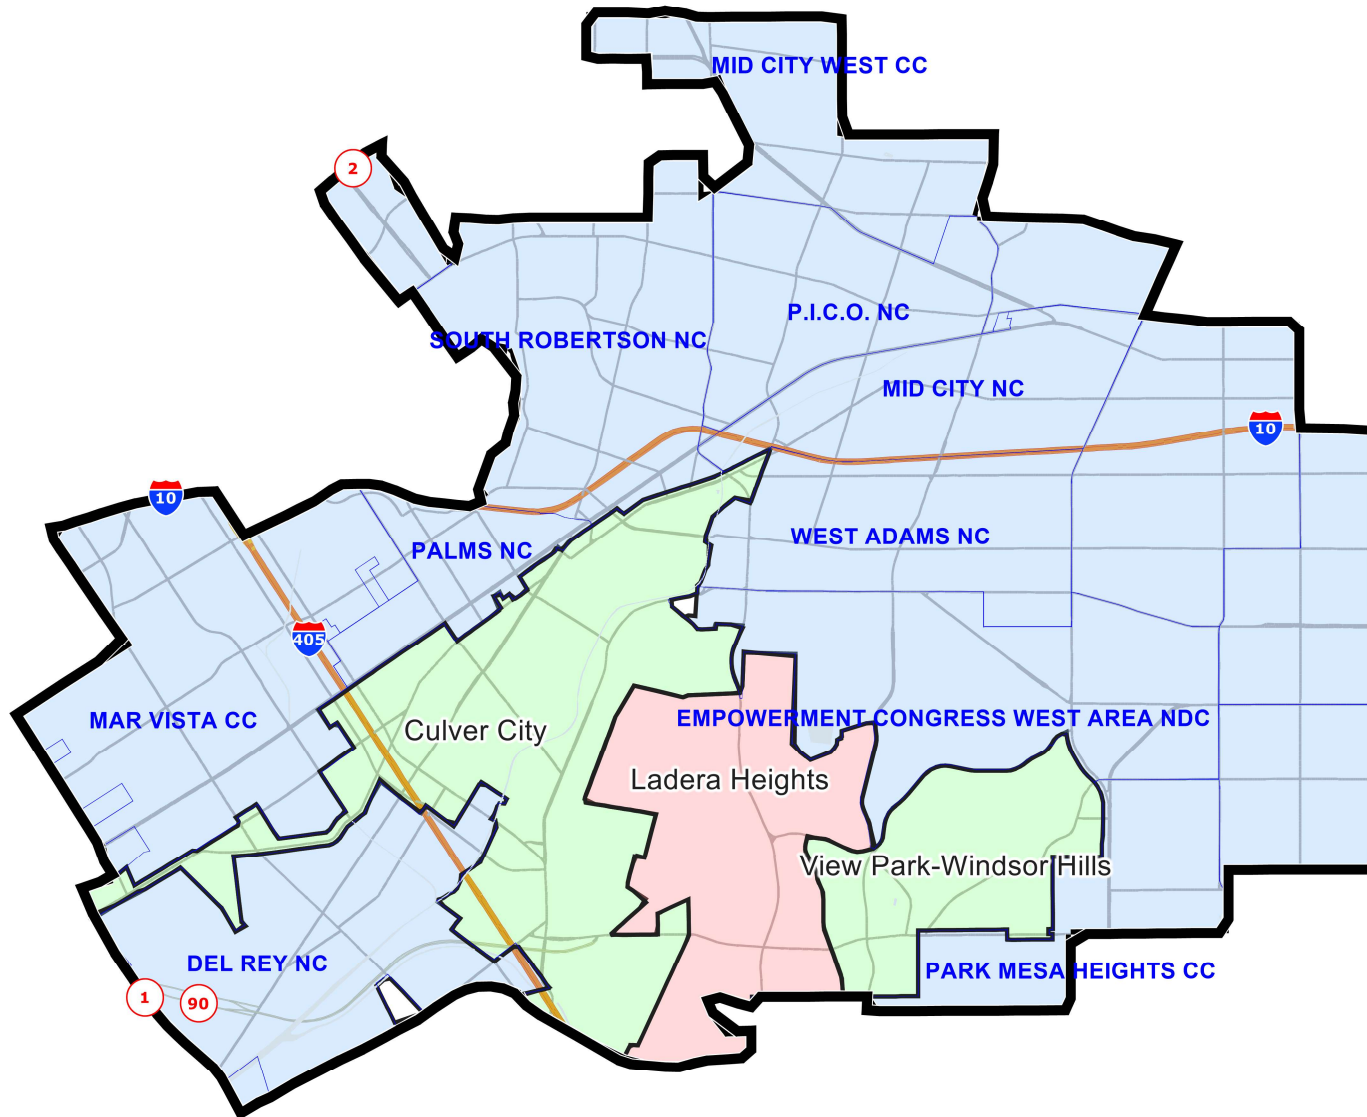 MID CITY WEST CC
2
P.I.C.O. NC
SOUTH ROBERTSON NC
MID CITY NC
10
10
WEST ADAMS NC
PALMS NC
405
MAR VISTA CC
EMPOWERMENT CONGRESS WEST AREA NDC
Culver City
Ladera Heights
View Park-Windsor Hills
DEL REY NC
PARK MESA HEIGHTS CC
1
90